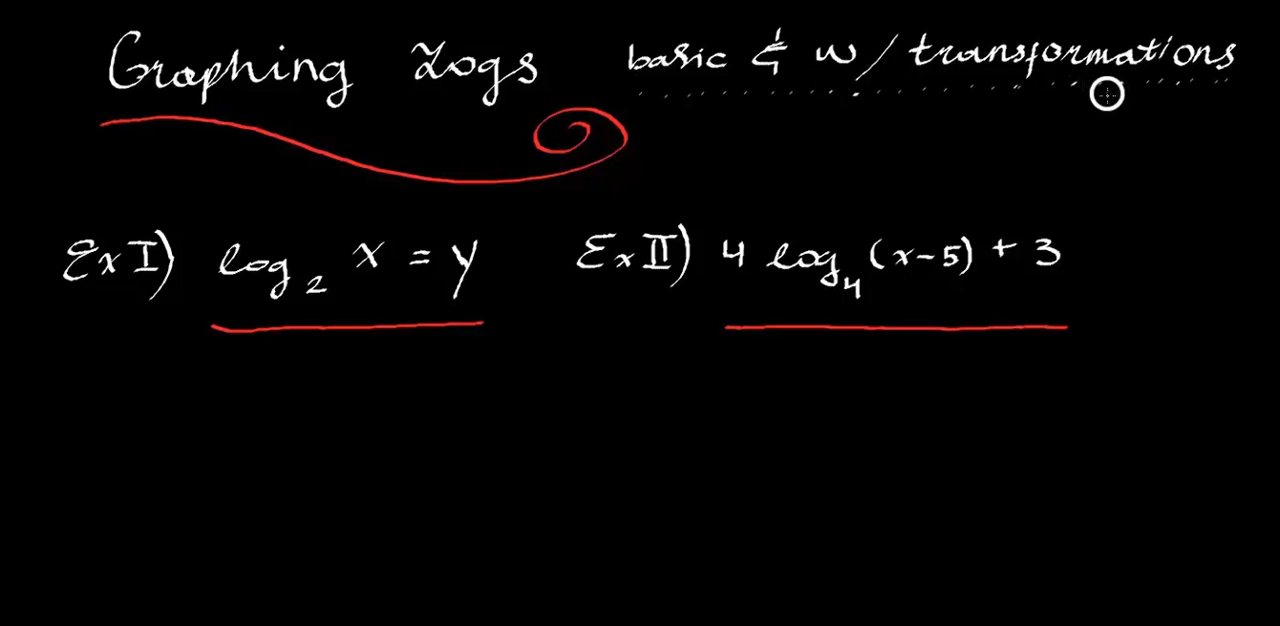 Graphing Logs basic & w/ transformations
Ex I) log₂ x = y Ex II) 4 log₄ (x-5) + 3